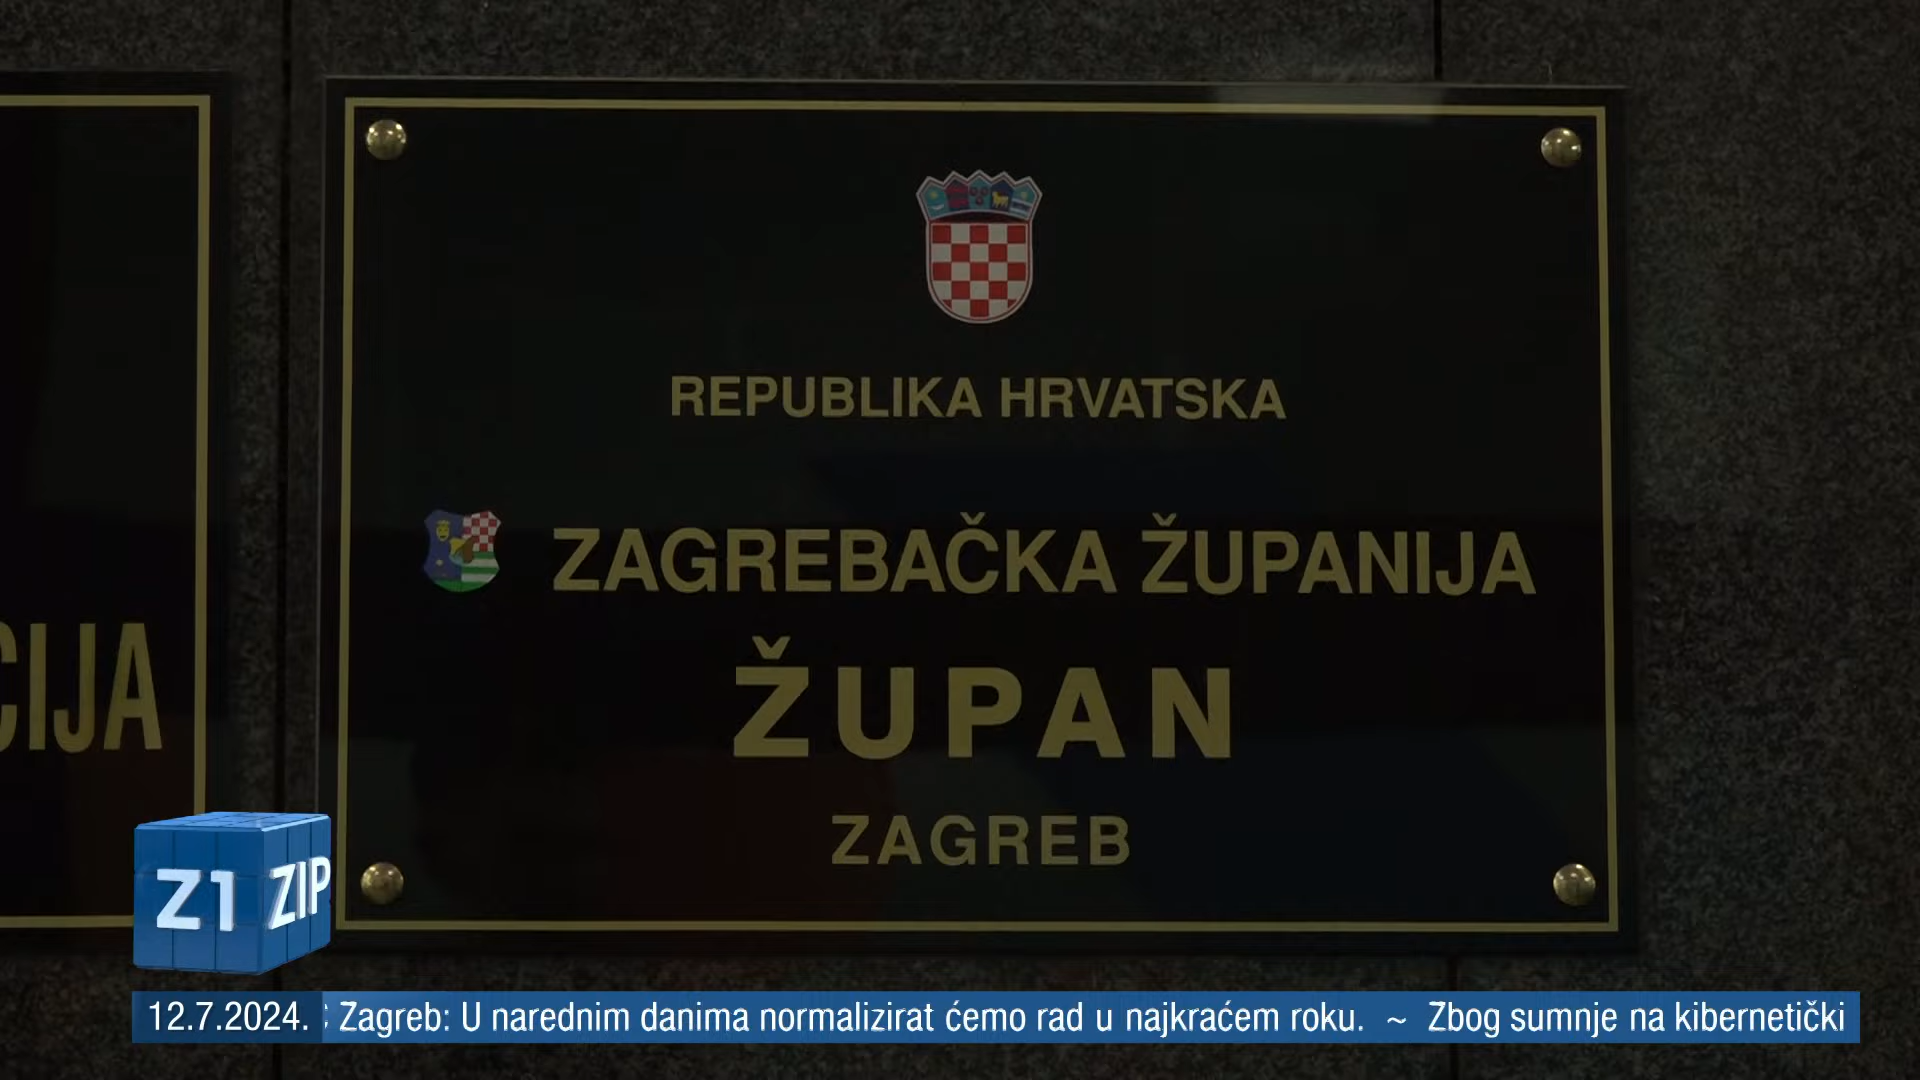 REPUBLIKA HRVATSKA
ZAGREBAČKA ŽUPANIJA
ŽUPAN
ZAGREB
CIJA
Z1 ZIP
12.7.2024. Zagreb: U narednim danima normalizirat ćemo rad u najkraćem roku. ~ Zbog sumnje na kibernetički